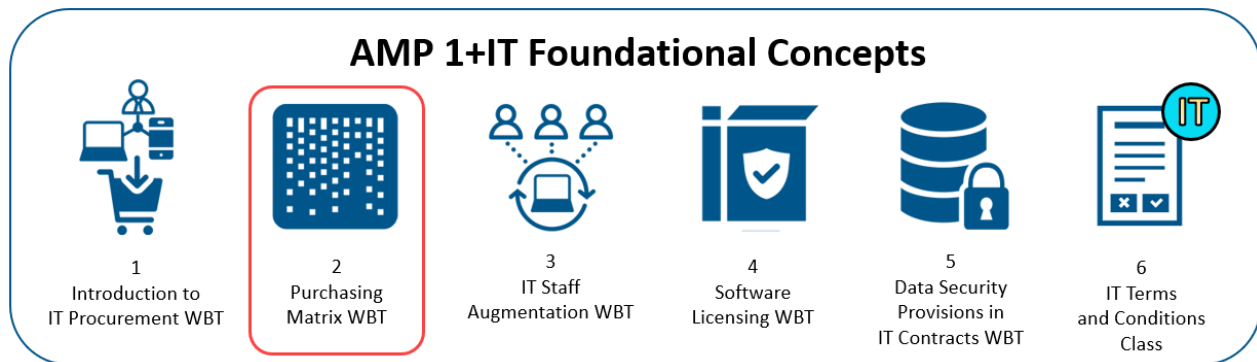 AMP 1+IT Foundational Concepts
IT
1
Introduction to
IT Procurement WBT
2
Purchasing
Matrix WBT
3
IT Staff
Augmentation WBT
4
Software
Licensing WBT
5
Data Security
Provisions in
IT Contracts WBT
6
IT Terms
and Conditions
Class